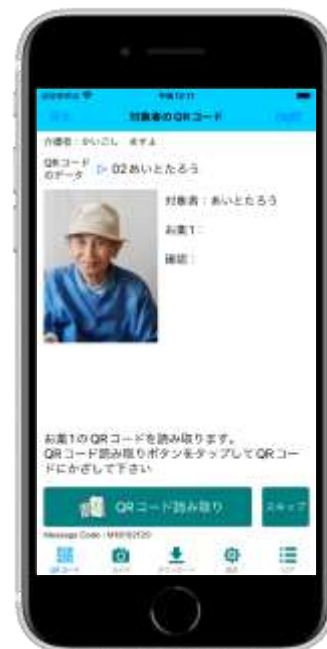 対象者のQRコード
介護者：かいごし ますよ
QRコード
のデータ ▷ 02あいとたろう
対象者：あいとたろう
お薬1：
確認：
お薬1のQRコードを読み取ります。
QRコード読み取りボタンをタップしてQRコー
ドにかざして下さい
QRコード読み取り
スキップ
QRコード